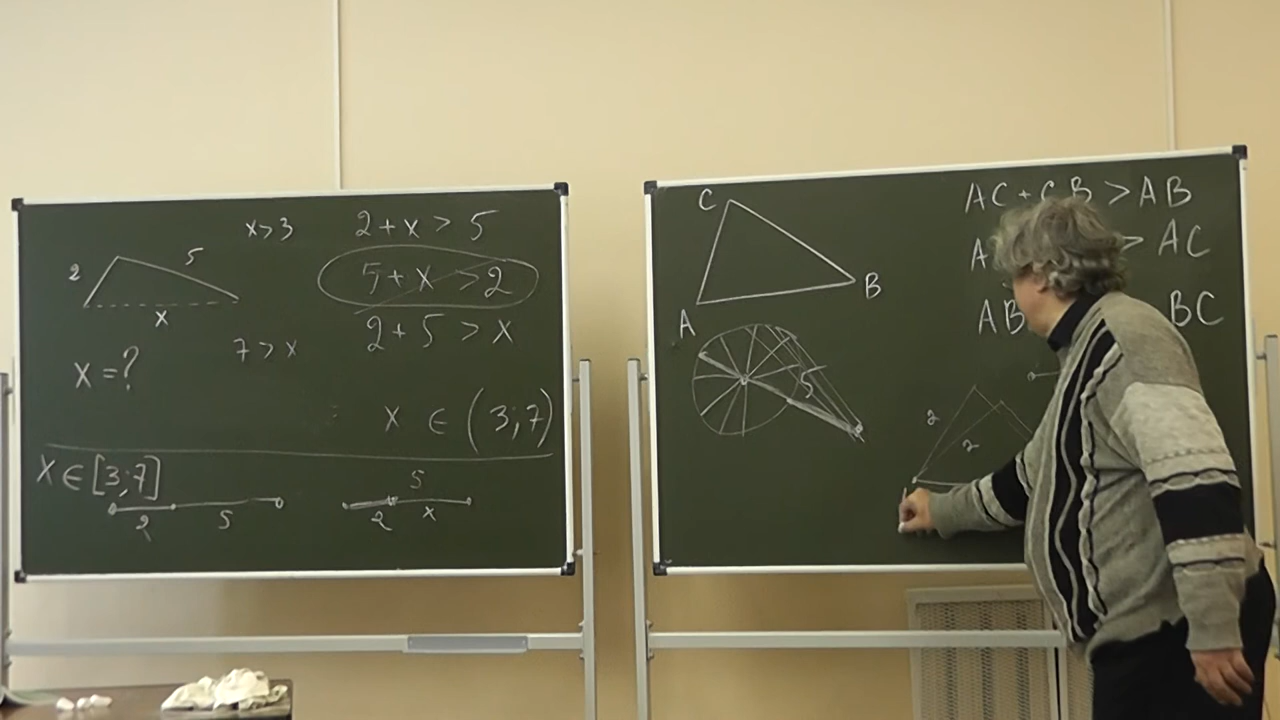 x>3
2+x > 5
2
5
5+x >2
x
2+5 > x
7 > x
x=?
x ∈ (3;7)
x ∈ [3;7]
2
5
5
2
x
C
A
B
AC+CB >AB
A > AC
AB BC
5
2
2